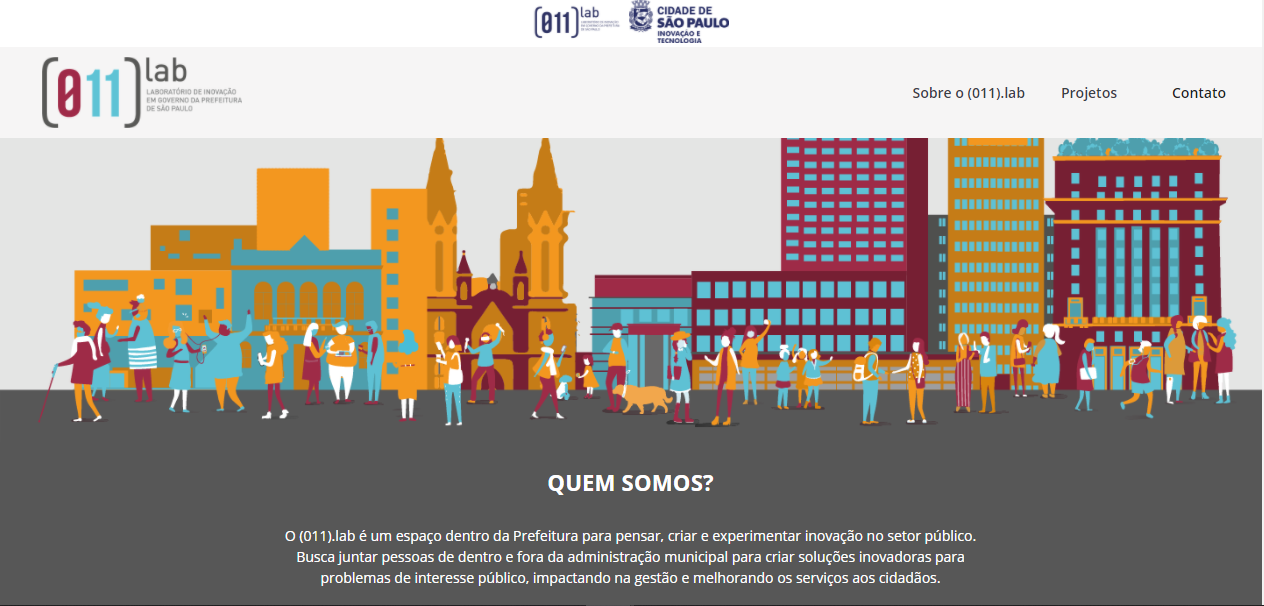 (011)lab
CIDADE DE
SÃO PAULO
INOVAÇÃO E
TECNOLOGIA
(011)lab
LABORATÓRIO DE INOVAÇÃO
EM GOVERNO DA PREFEITURA
DE SÃO PAULO
Sobre o (011).lab Projetos Contato
QUEM SOMOS?
O (011).lab é um espaço dentro da Prefeitura para pensar, criar e experimentar inovação no setor público.
Busca juntar pessoas de dentro e fora da administração municipal para criar soluções inovadoras para
problemas de interesse público, impactando na gestão e melhorando os serviços aos cidadãos.